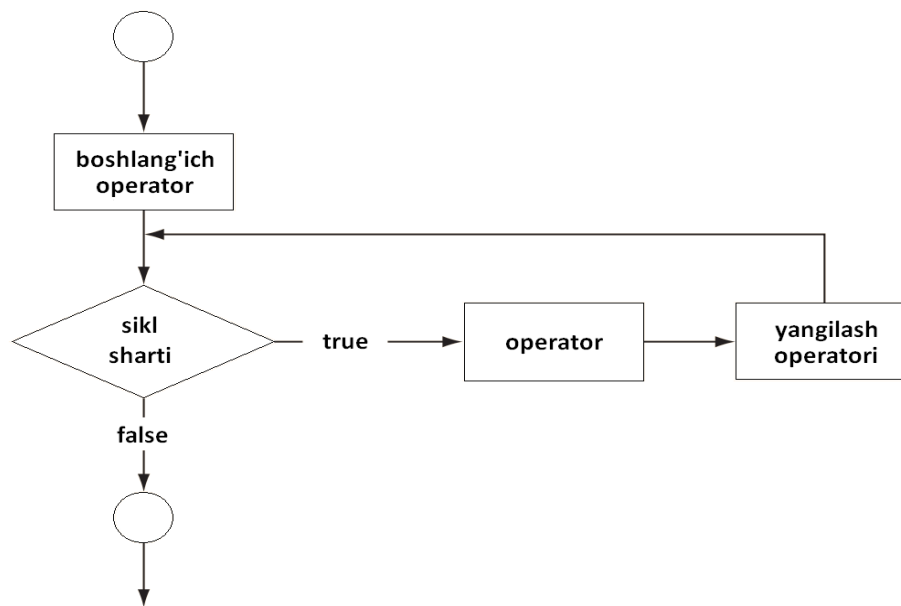 boshlang'ich
operator
sikl
sharti
true
operator
yangilash
operatori
false